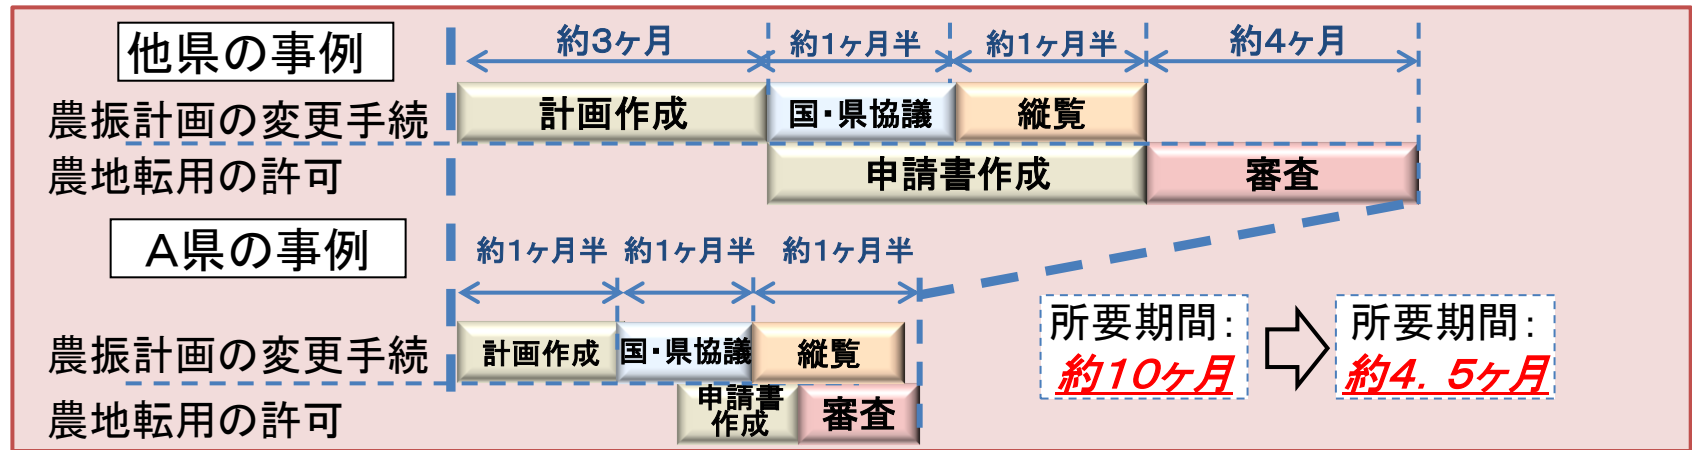 他県の事例
約3ヶ月
約1ヶ月半
約1ヶ月半
約4ヶ月
農振計画の変更手続
計画作成
国・県協議
縦覧
農地転用の許可
申請書作成
審査
A県の事例
約1ヶ月半
約1ヶ月半
約1ヶ月半
農振計画の変更手続
計画作成
国・県協議
縦覧
農地転用の許可
申請書
作成
審査
所要期間：
約10ヶ月
所要期間：
約4．5ヶ月